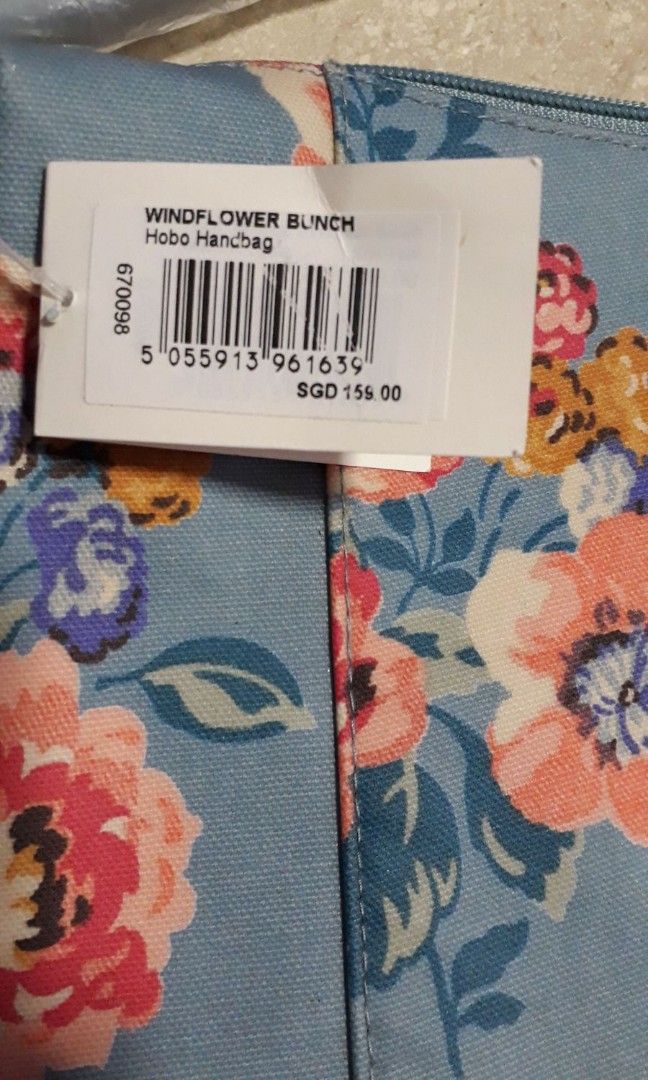 WINDFLOWER BUNCH
Hobo Handbag
670098
5 055913 961639
SGD 159.00